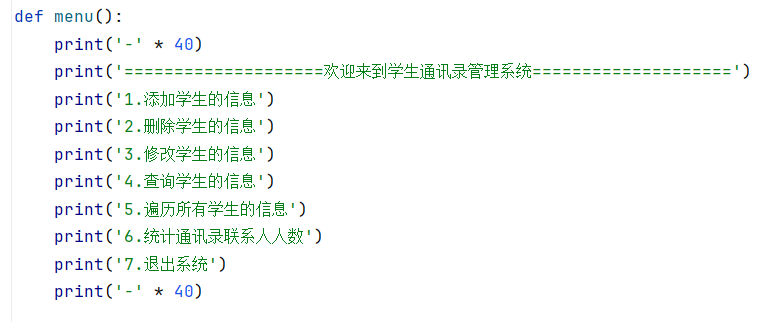 def menu():
    print('-' * 40)
    print('====================欢迎来到学生通讯录管理系统====================')
    print('1.添加学生的信息')
    print('2.删除学生的信息')
    print('3.修改学生的信息')
    print('4.查询学生的信息')
    print('5.遍历所有学生的信息')
    print('6.统计通讯录联系人人数')
    print('7.退出系统')
    print('-' * 40)